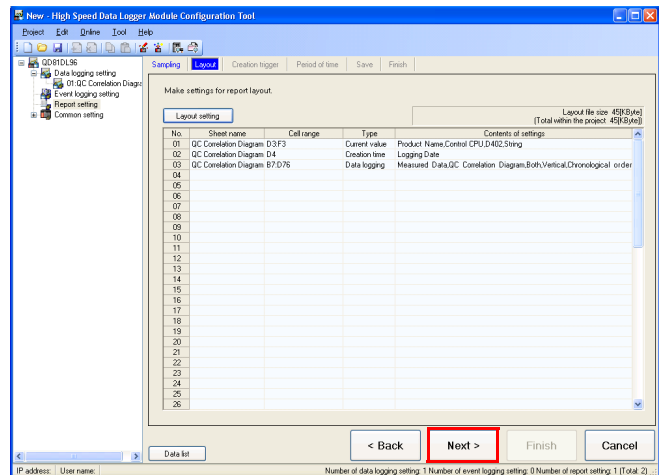 New - High Speed Data Logger Module Configuration Tool
Project Edit Online Tool Help
QD81DL96
Data logging setting
01:QC Correlation Diagra
Event logging setting
Report setting
Common setting
Sampling Layout Creation trigger Period of time Save Finish
Make settings for report layout.
Layout setting
Layout file size 45[KByte]
(Total within the project 45[KByte])
No. Sheet name Cell range Type Contents of settings
01 QC Correlation Diagram D3:F3 Current value Product Name,Control CPU,D402,String
02 QC Correlation Diagram D4 Creation time Logging Date
03 QC Correlation Diagram B7:D76 Data logging Measured Data,QC Correlation Diagram,Both,Vertical,Chronological order
04
05
06
07
08
09
10
11
12
13
14
15
16
17
18
19
20
21
22
23
24
25
26
Data list
< Back Next > Finish Cancel
IP address: User name: Number of data logging setting: 1 Number of event logging setting: 0 Number of report setting: 1 (Total: 2)